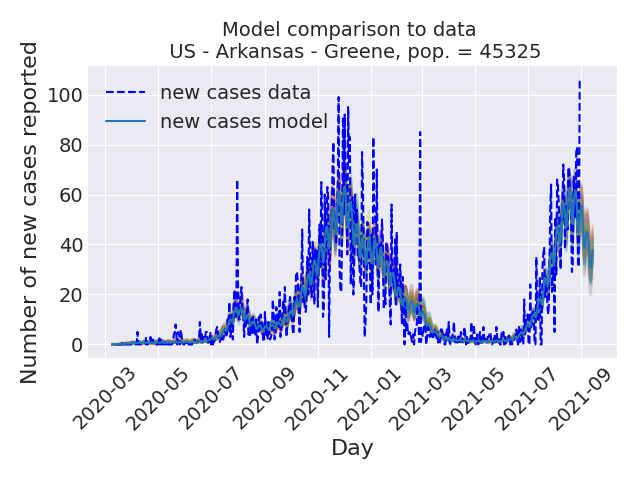 Model comparison to data
US - Arkansas - Greene, pop. = 45325
Number of new cases reported
100
80
60
40
20
0
new cases data
new cases model
2020-03
2020-05
2020-07
2020-09
2020-11
2021-01
2021-03
2021-05
2021-07
2021-09
Day